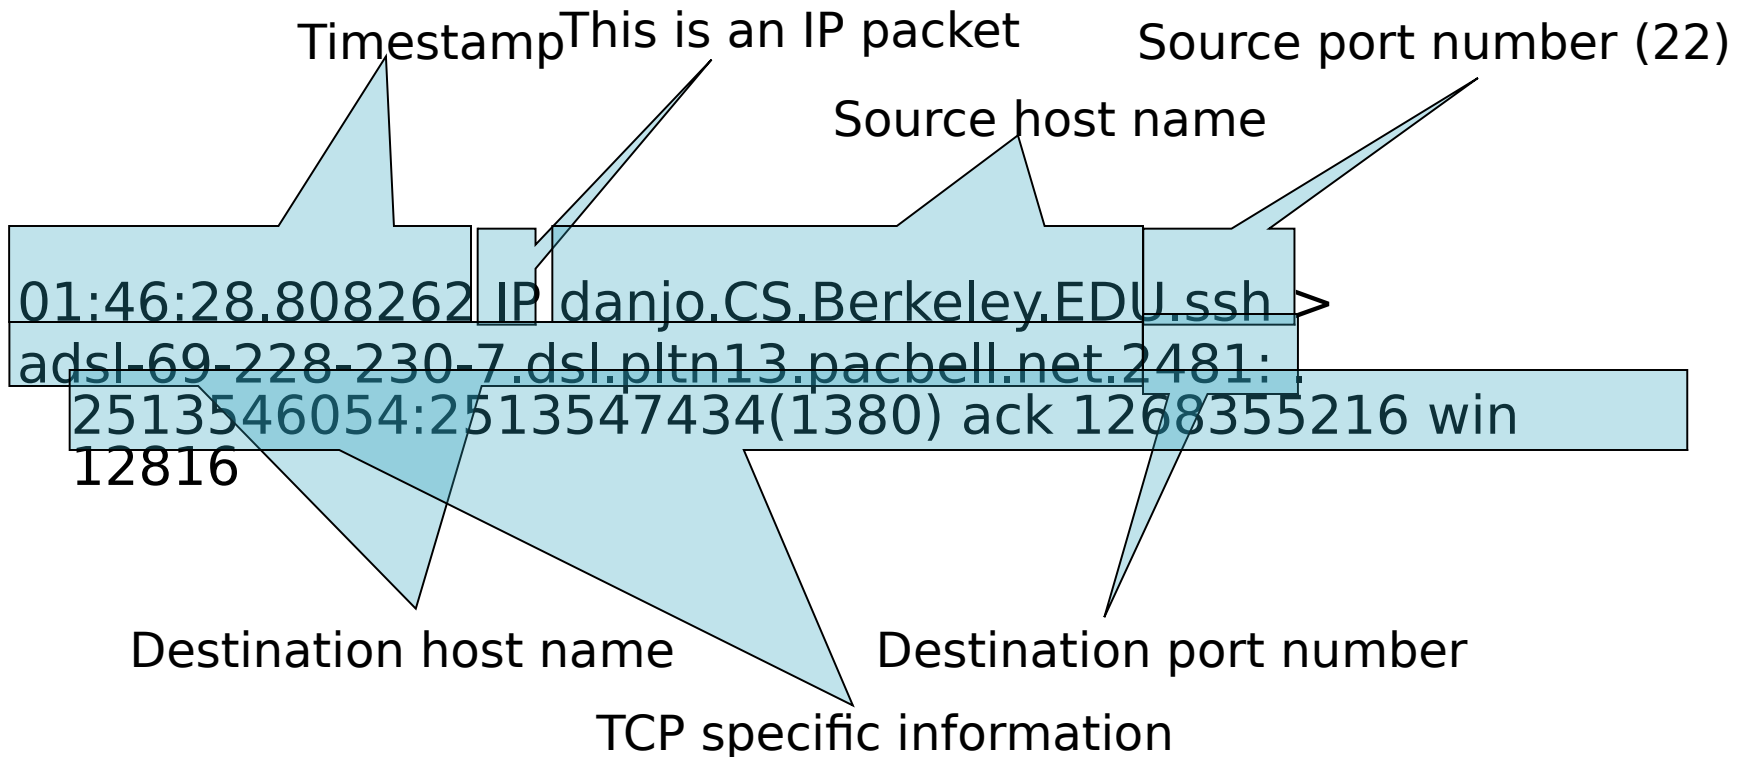 Timestamp
This is an IP packet
Source port number (22)
Source host name
01:46:28.808262 IP danjo.CS.Berkeley.EDU.ssh >
adsl-69-228-230-7.dsl.pltn13.pacbell.net.2481: .
2513546054:2513547434(1380) ack 1268355216 win
12816
Destination host name
Destination port number
TCP specific information